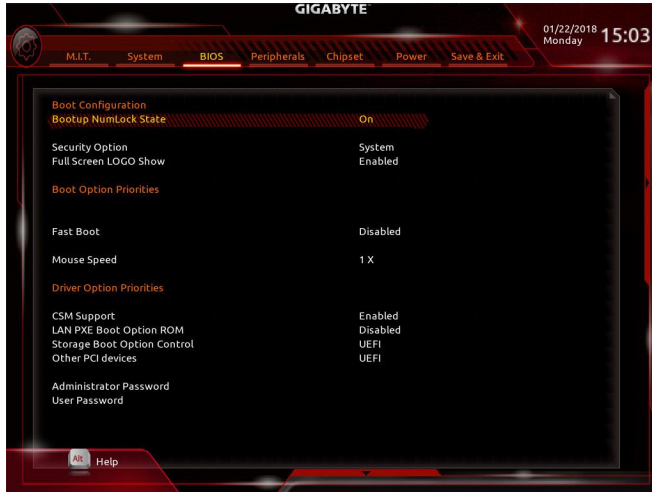 GIGABYTE
01/22/2018 Monday 15:03
M.I.T. System BIOS Peripherals Chipset Power Save & Exit
Boot Configuration
Bootup NumLock State On
Security Option System
Full Screen LOGO Show Enabled
Boot Option Priorities
Fast Boot Disabled
Mouse Speed 1 X
Driver Option Priorities
CSM Support Enabled
LAN PXE Boot Option ROM Disabled
Storage Boot Option Control UEFI
Other PCI devices UEFI
Administrator Password
User Password
Alt Help